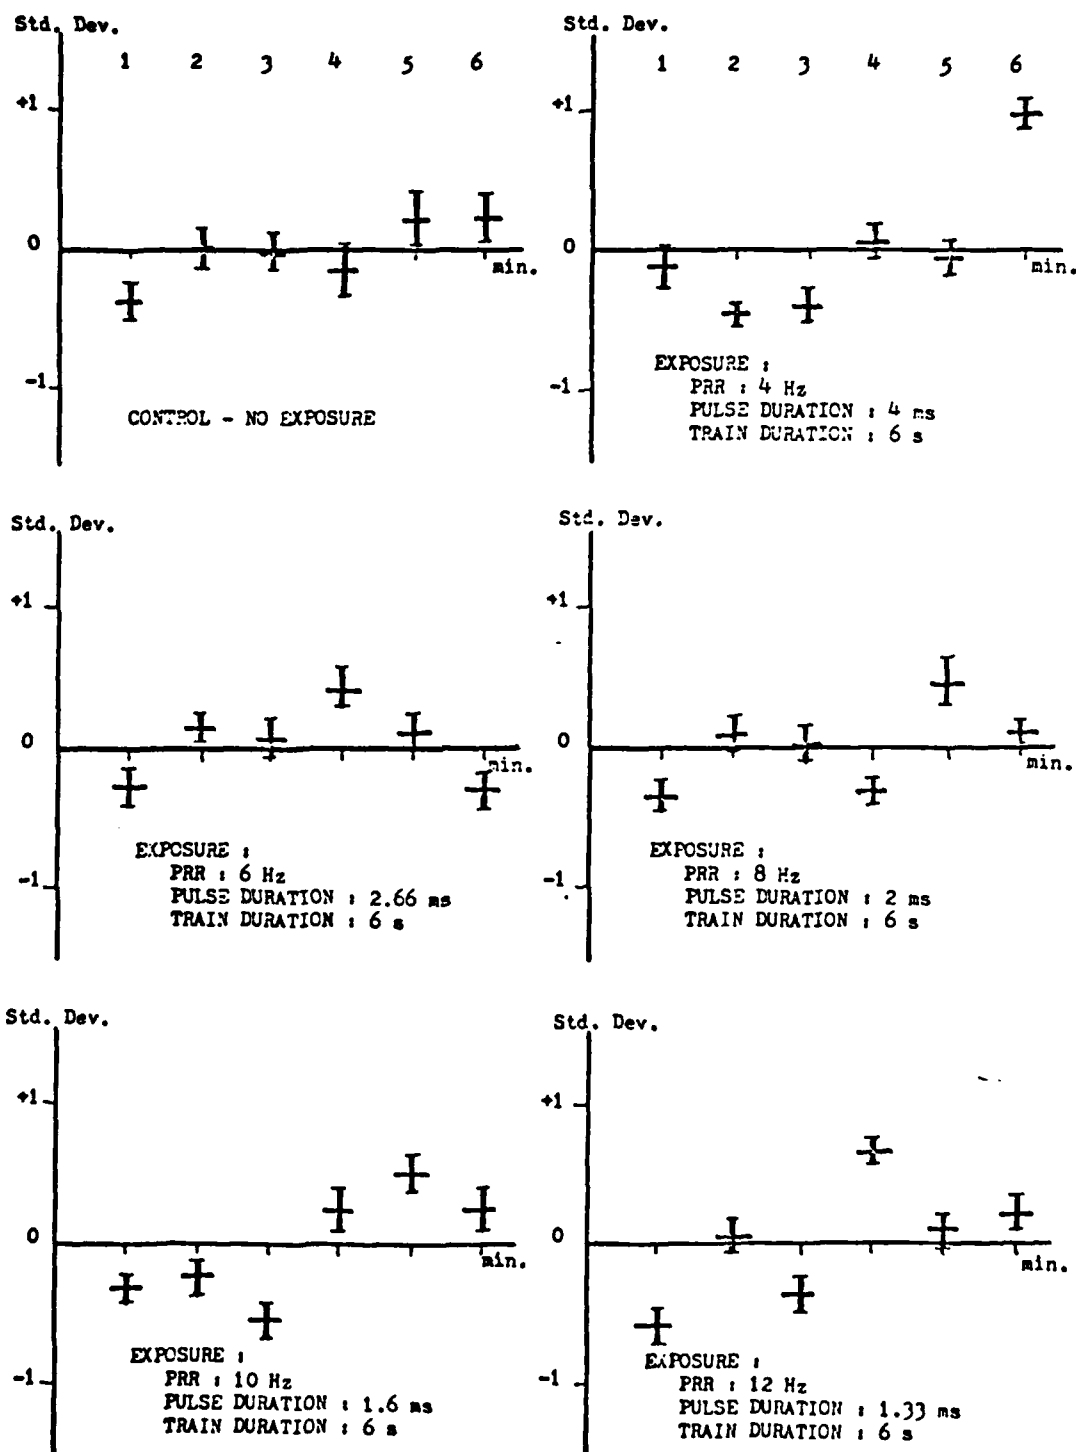 Std. Dev.
1 2 3 4 5 6
+1
0
min.
-1
CONTROL - NO EXPOSURE
Std. Dev.
1 2 3 4 5 6
+1
0
min.
-1
EXPOSURE :
PRR : 4 Hz
PULSE DURATION : 4 ms
TRAIN DURATION : 6 s
Std. Dev.
+1
0
min.
-1
EXPOSURE :
PRR : 6 Hz
PULSE DURATION : 2.66 ms
TRAIN DURATION : 6 s
Std. Dev.
+1
0
min.
-1
EXPOSURE :
PRR : 8 Hz
PULSE DURATION : 2 ms
TRAIN DURATION : 6 s
Std. Dev.
+1
0
min.
-1
EXPOSURE :
PRR : 10 Hz
PULSE DURATION : 1.6 ms
TRAIN DURATION : 6 s
Std. Dev.
+1
0
min.
-1
EXPOSURE :
PRR : 12 Hz
PULSE DURATION : 1.33 ms
TRAIN DURATION : 6 s